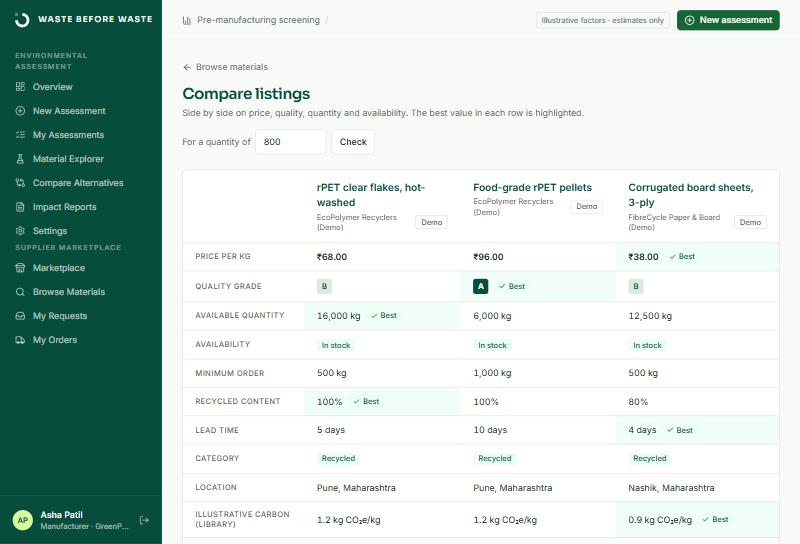 WASTE BEFORE WASTE
ENVIRONMENTAL
ASSESSMENT
Overview
New Assessment
My Assessments
Material Explorer
Compare Alternatives
Impact Reports
Settings
SUPPLIER MARKETPLACE
Marketplace
Browse Materials
My Requests
My Orders
AP
Asha Patil
Manufacturer · GreenP...
Pre-manufacturing screening /
Illustrative factors · estimates only
New assessment
Browse materials
Compare listings
Side by side on price, quality, quantity and availability. The best value in each row is highlighted.
For a quantity of 800 Check
rPET clear flakes, hot-
washed
EcoPolymer Recyclers
(Demo)
Demo
Food-grade rPET pellets
EcoPolymer Recyclers
(Demo)
Demo
Corrugated board sheets,
3-ply
FibreCycle Paper & Board
(Demo)
Demo
PRICE PER KG ₹68.00 ₹96.00 ₹38.00 ✓ Best
QUALITY GRADE B A ✓ Best B
AVAILABLE QUANTITY 16,000 kg ✓ Best 6,000 kg 12,500 kg
AVAILABILITY In stock In stock In stock
MINIMUM ORDER 500 kg 1,000 kg 500 kg
RECYCLED CONTENT 100% ✓ Best 100% 80%
LEAD TIME 5 days 10 days 4 days ✓ Best
CATEGORY Recycled Recycled Recycled
LOCATION Pune, Maharashtra Pune, Maharashtra Nashik, Maharashtra
ILLUSTRATIVE CARBON
(LIBRARY)
1.2 kg CO₂e/kg 1.2 kg CO₂e/kg 0.9 kg CO₂e/kg ✓ Best